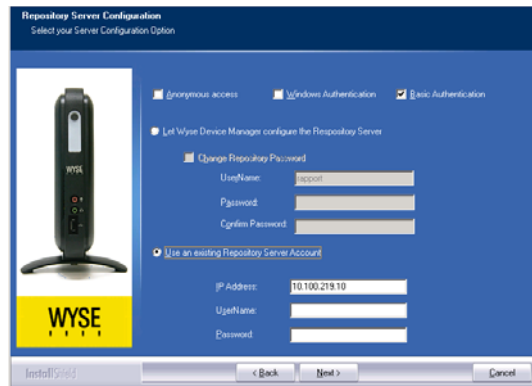 Repository Server Configuration
Select your Server Configuration Option
Anonymous access Windows Authentication Basic Authentication
Let Wyse Device Manager configure the Respository Server
Change Repository Password
UserName: rapport
Password:
Confirm Password:
Use an existing Repository Server Account
IP Address: 10.100.219.10
UserName:
Password:
WYSE
WYSE
InstallShield
< Back Next > Cancel